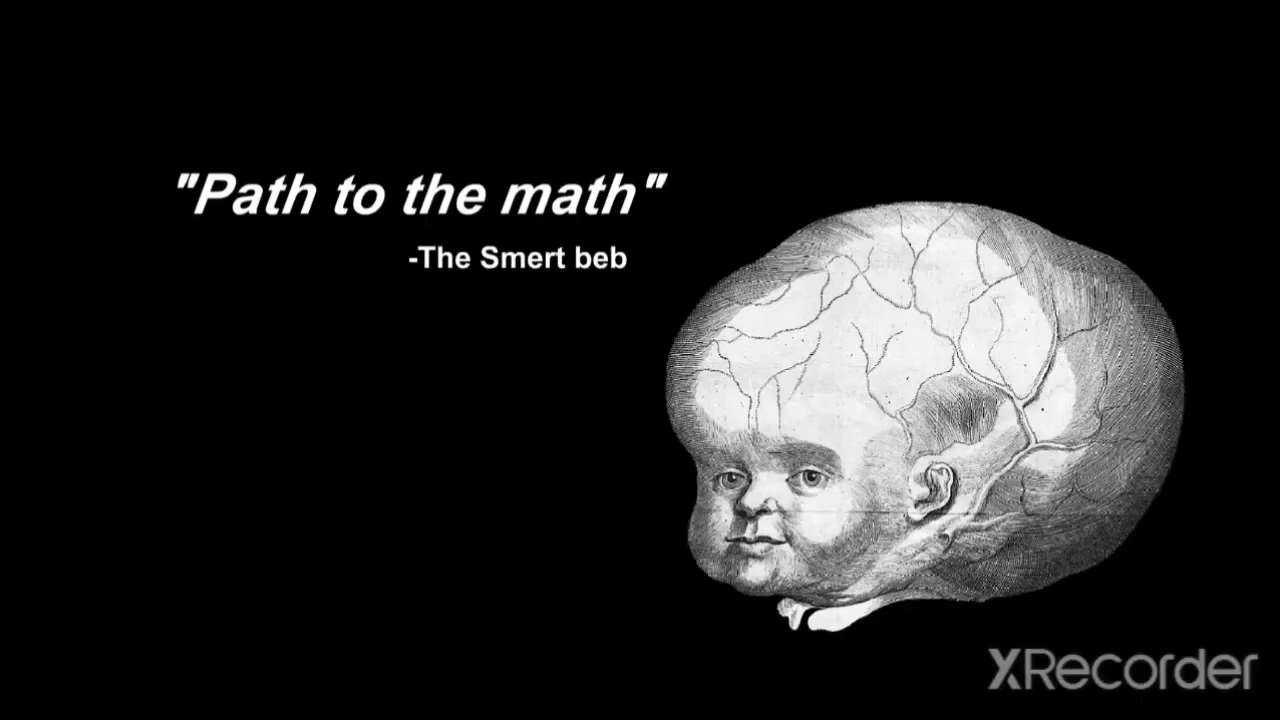 "Path to the math"
-The Smert beb
XRecorder